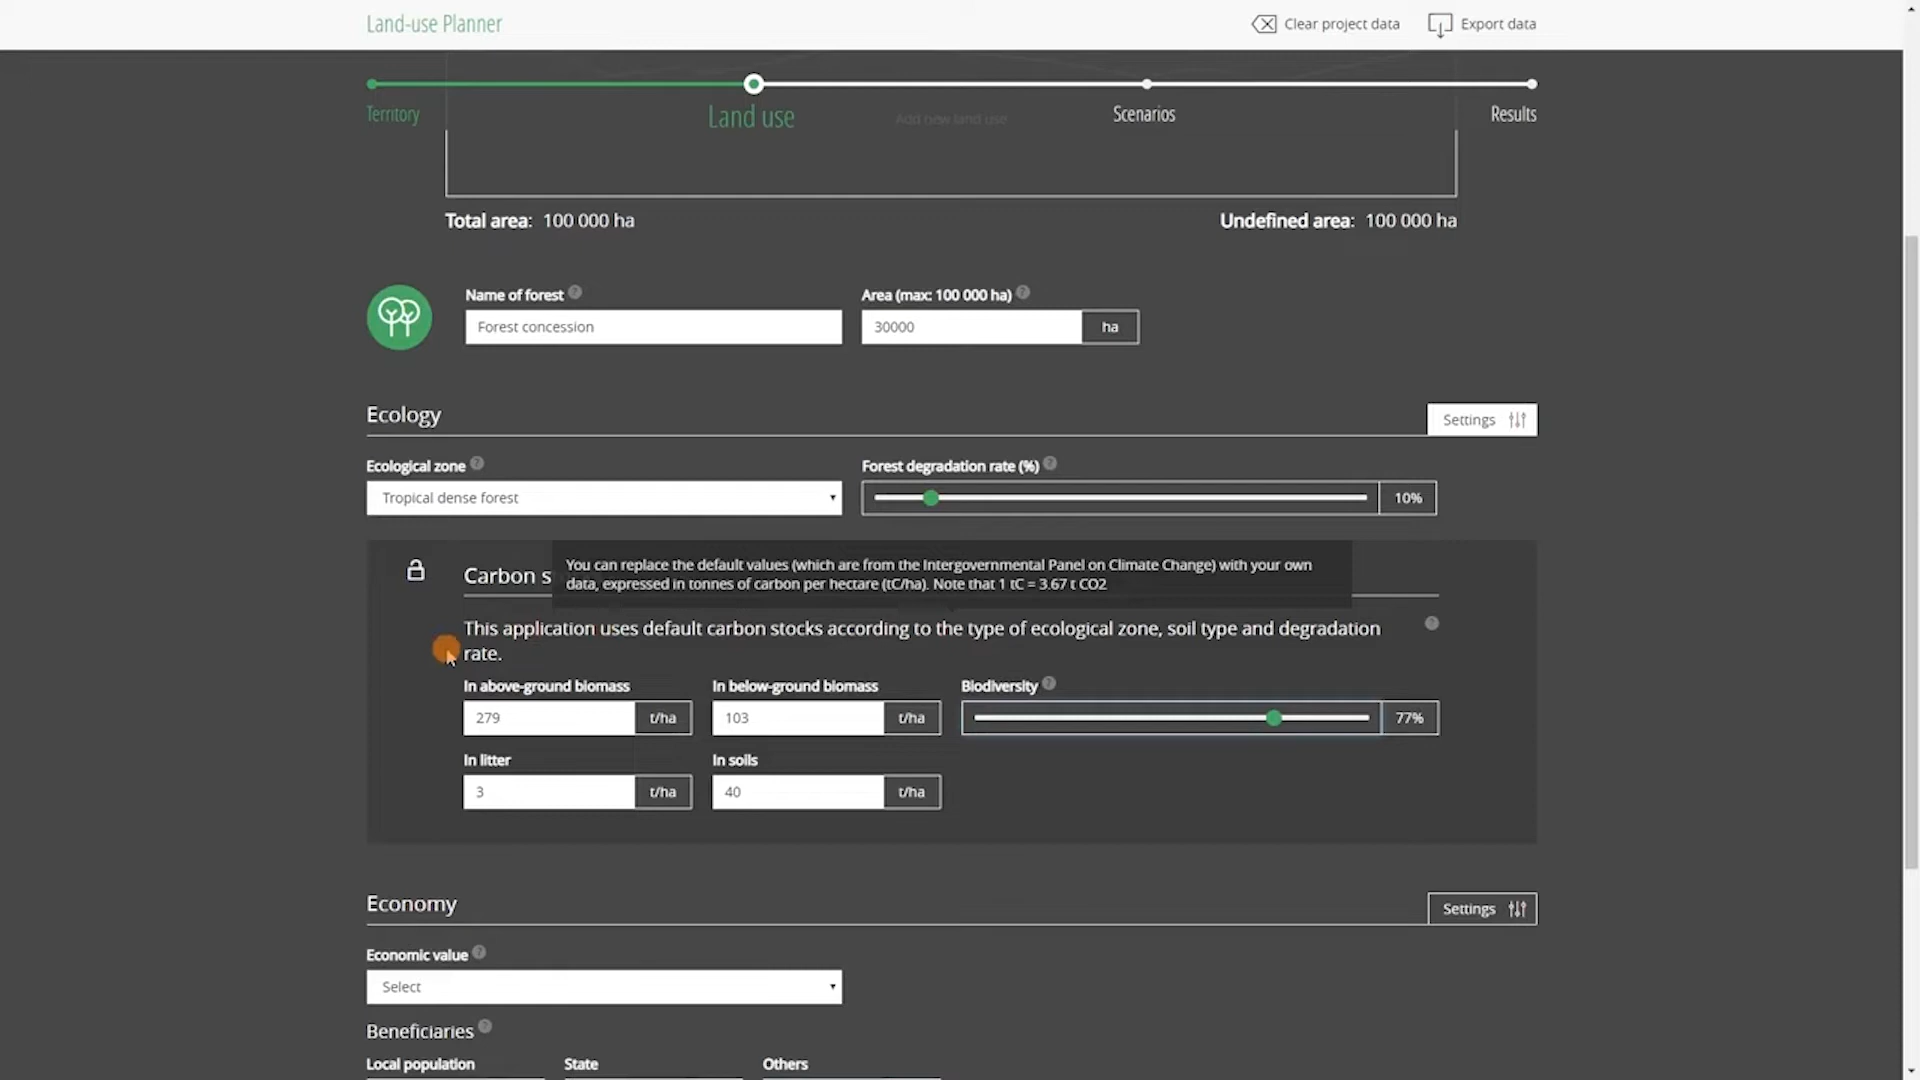 Land-use Planner
Clear project data
Export data
Territory
Land use
Add new land use
Scenarios
Results
Total area: 100 000 ha
Undefined area: 100 000 ha
Name of forest ?
Area (max: 100 000 ha) ?
Forest concession
30000 ha
Ecology
Settings
Ecological zone ?
Forest degradation rate (%) ?
Tropical dense forest
10%
Carbon s
You can replace the default values (which are from the Intergovernmental Panel on Climate Change) with your own
data, expressed in tonnes of carbon per hectare (tC/ha). Note that 1 tC = 3.67 t CO2
This application uses default carbon stocks according to the type of ecological zone, soil type and degradation ?
rate.
In above-ground biomass
In below-ground biomass
Biodiversity ?
279 t/ha
103 t/ha
77%
In litter
In soils
3 t/ha
40 t/ha
Economy
Settings
Economic value ?
Select
Beneficiaries ?
Local population
State
Others